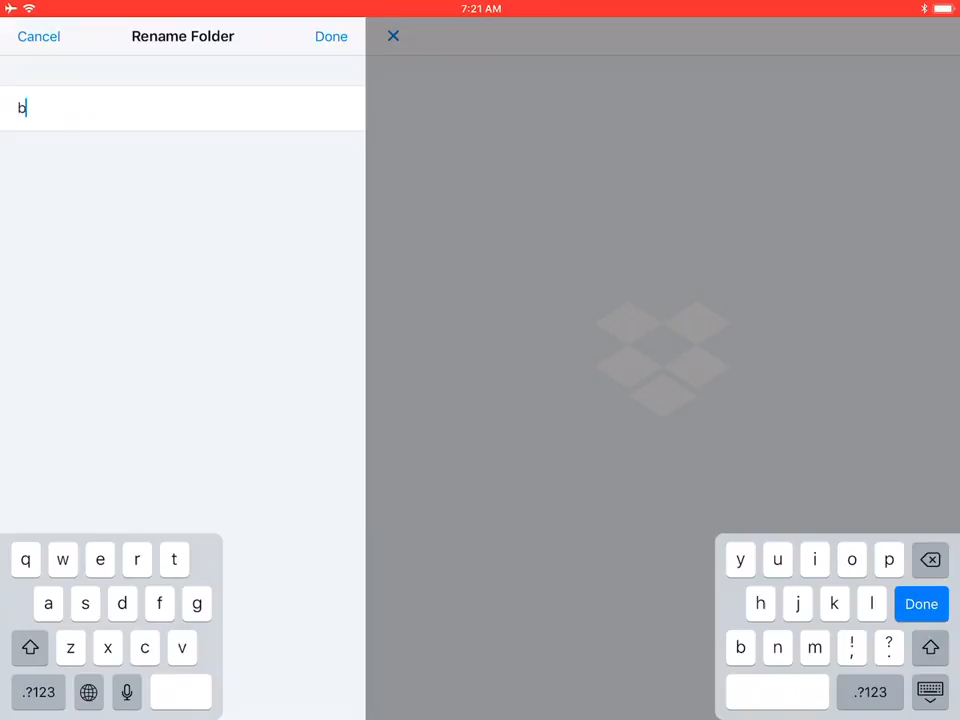 7:21 AM
Cancel Rename Folder Done
b
q w e r t y u i o p
a s d f g h j k l Done
z x c v b n m ! , ? .
.?123 .?123